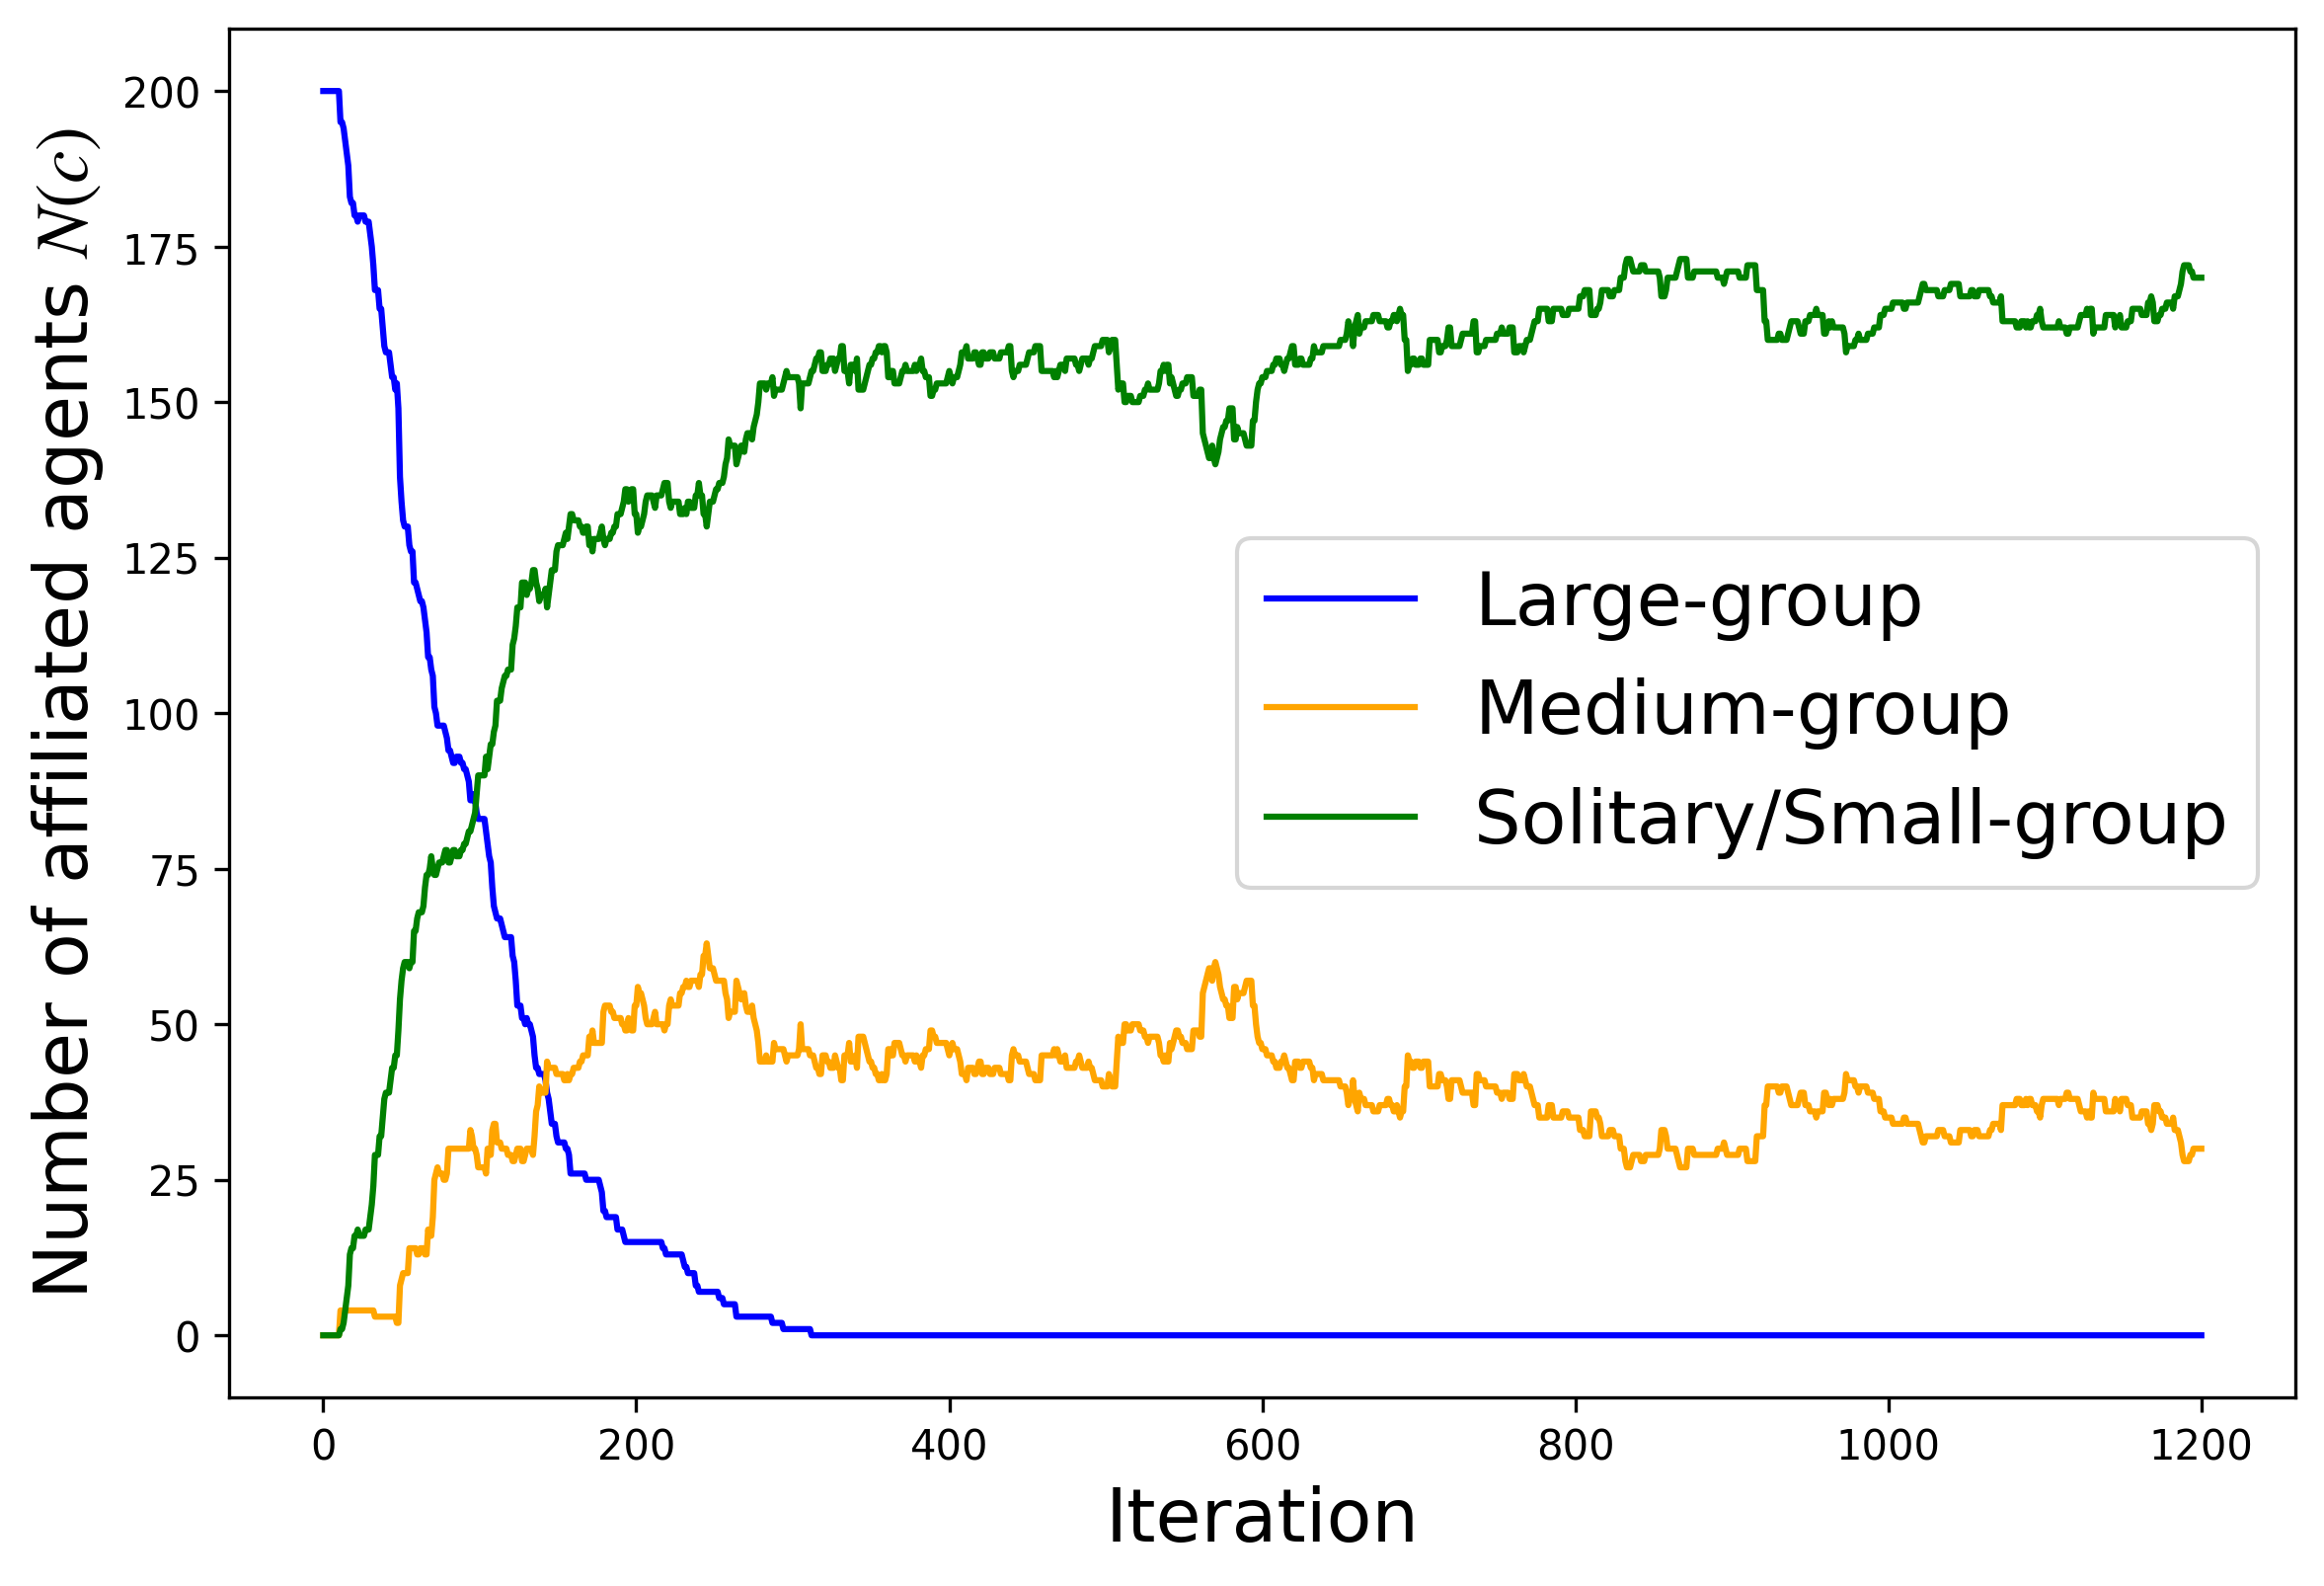 Number of affiliated agents N(c)
200
175
150
125
100
75
50
25
0
Large-group
Medium-group
Solitary/Small-group
0 200 400 600 800 1000 1200
Iteration